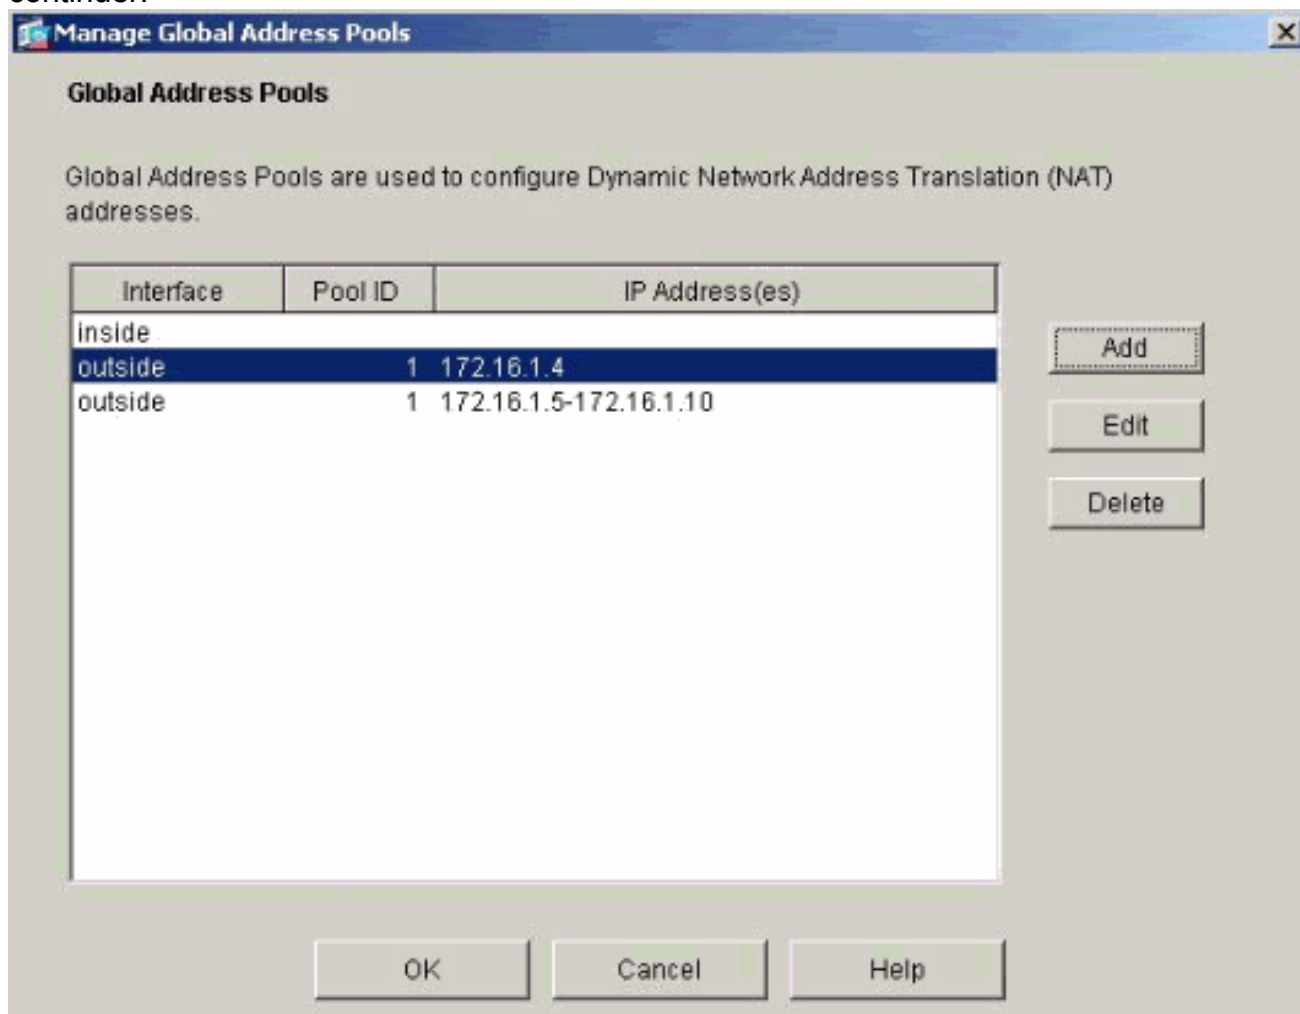 continuer.
Manage Global Address Pools
Global Address Pools
Global Address Pools are used to configure Dynamic Network Address Translation (NAT)
addresses.
Interface Pool ID IP Address(es)
inside
outside 1 172.16.1.4
outside 1 172.16.1.5-172.16.1.10
Add
Edit
Delete
OK Cancel Help